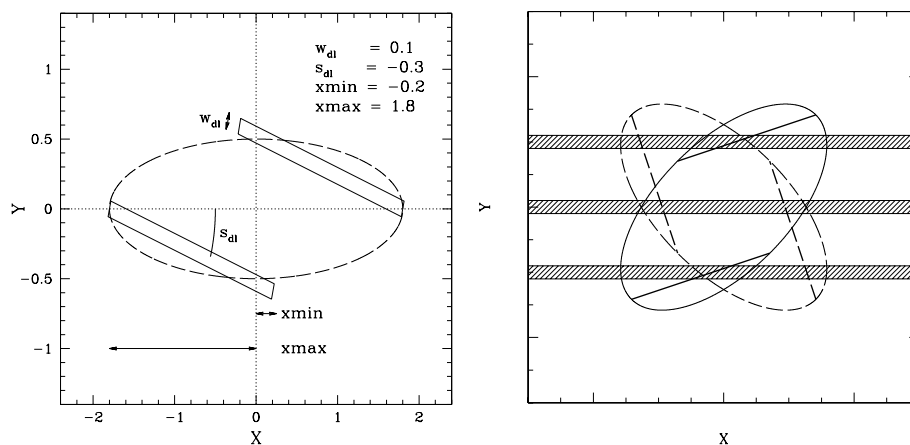 w_dl = 0.1
s_dl = −0.3
xmin = −0.2
xmax = 1.8
1
w_dl
0.5
Y
0
Y
s_dl
−0.5
xmin
−1
xmax
−2 −1 0 1 2
X
X